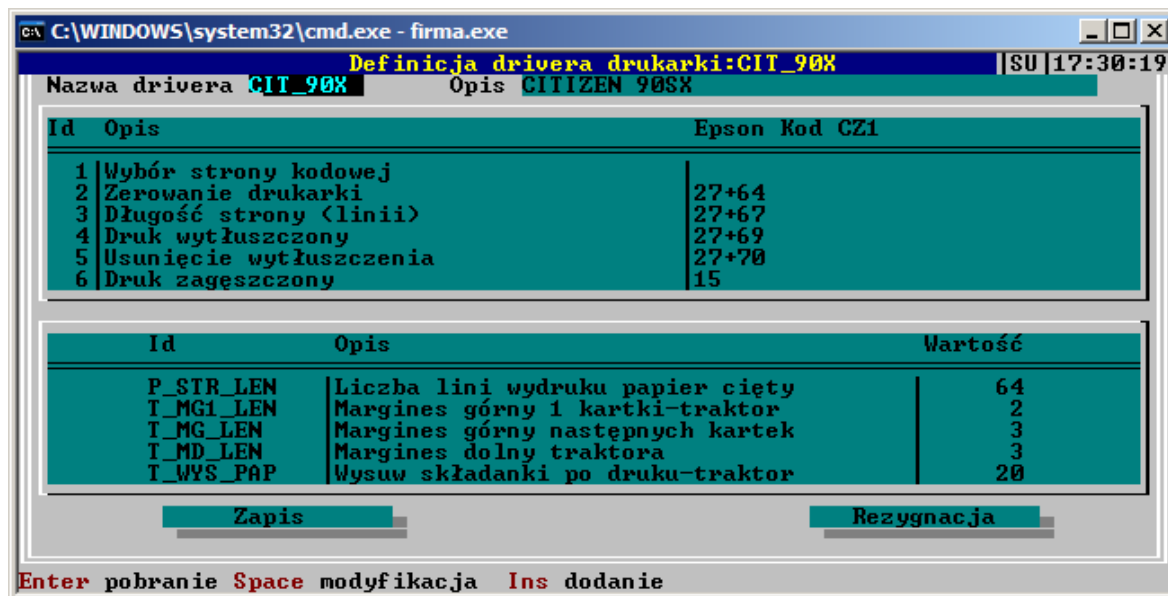 C:\WINDOWS\system32\cmd.exe - firma.exe
Definicja drivera drukarki:CIT_90X |SU|17:30:19
Nazwa drivera CIT_90X Opis CITIZEN 90SX
Id Opis Epson Kod CZ1
1 Wybór strony kodowej
2 Zerowanie drukarki 27+64
3 Długość strony (linii) 27+67
4 Druk wytłuszczony 27+69
5 Usunięcie wytłuszczenia 27+70
6 Druk zagęszczony 15
Id Opis Wartość
P_STR_LEN Liczba lini wydruku papier cięty 64
T_MG1_LEN Margines górny 1 kartki-traktor 2
T_MG_LEN Margines górny następnych kartek 3
T_MD_LEN Margines dolny traktora 3
T_WYS_PAP Wysuw składanki po druku-traktor 20
Zapis Rezygnacja
Enter pobranie Space modyfikacja Ins dodanie